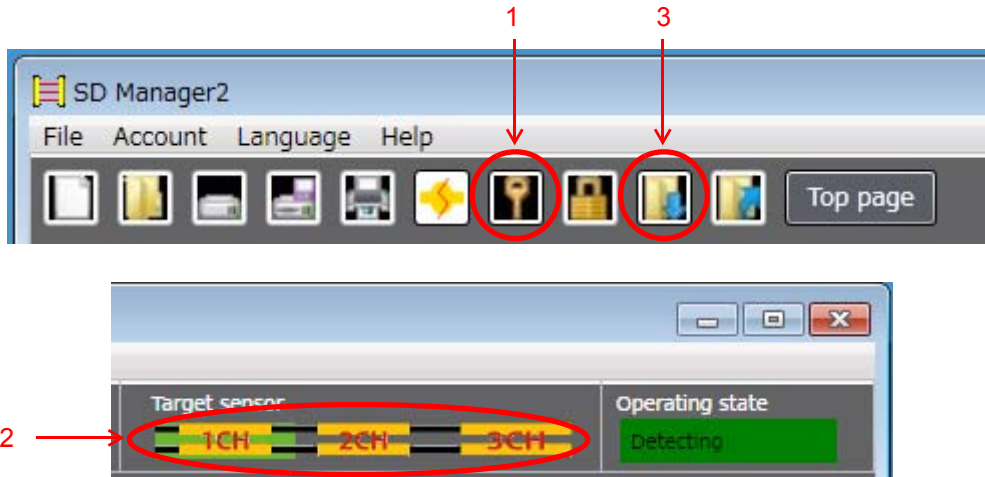 1 3
SD Manager2
File Account Language Help
Top page
Target sensor Operating state
2 1CH 2CH 3CH Detecting